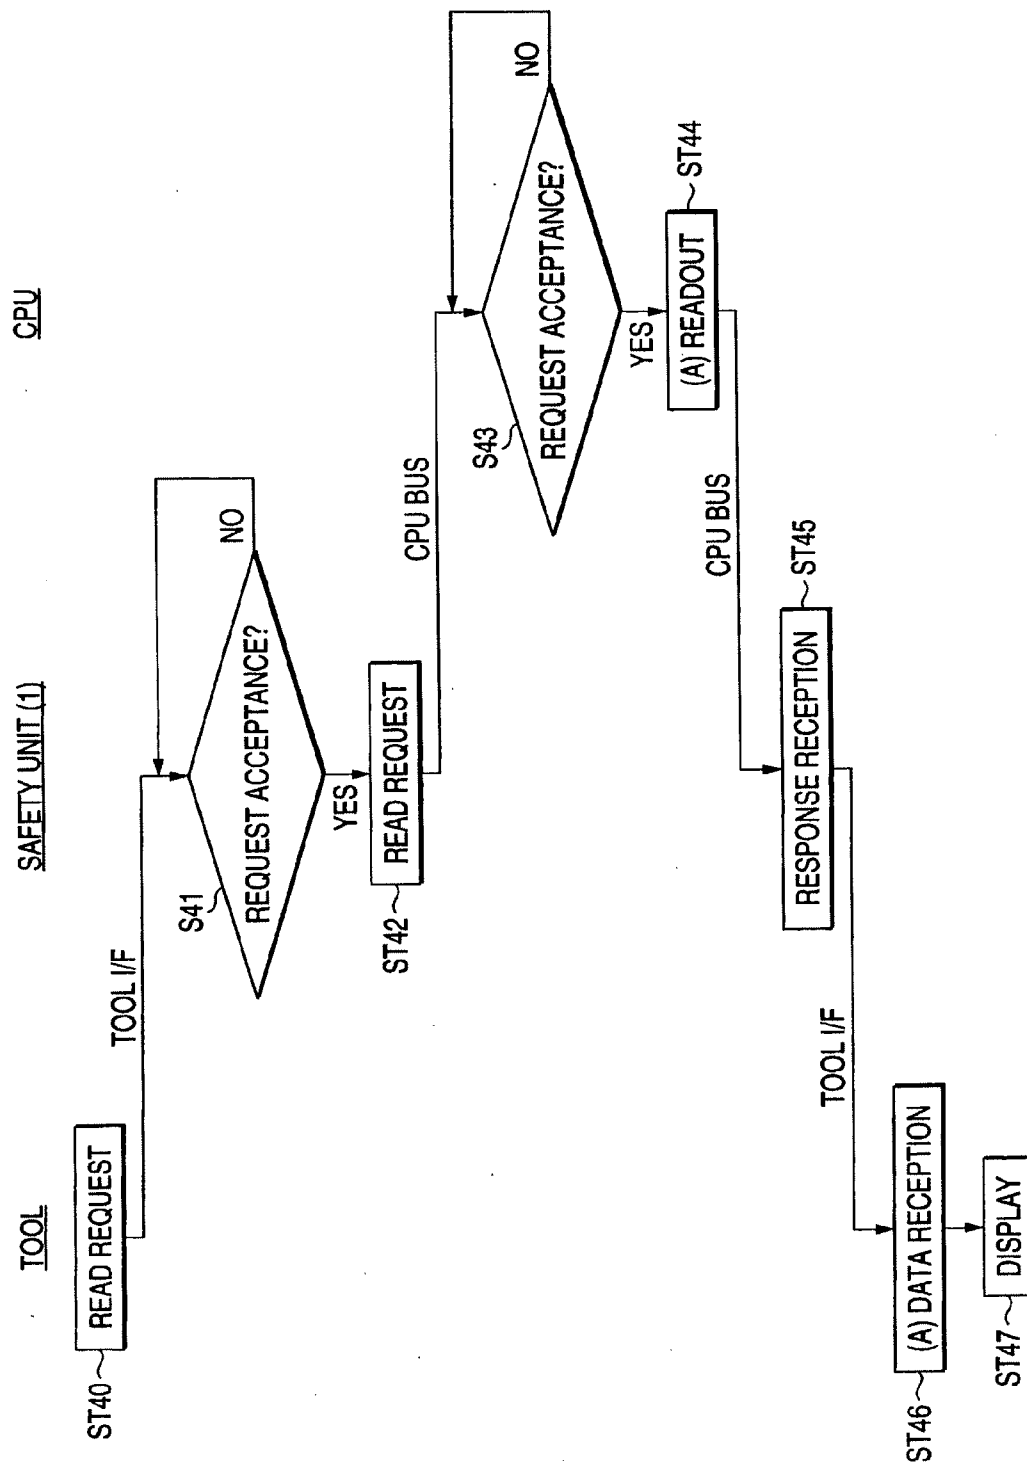 TOOL
SAFETY UNIT (1)
CPU
ST40
READ REQUEST
TOOL I/F
S41
REQUEST ACCEPTANCE?
NO
YES
ST42
READ REQUEST
CPU BUS
S43
REQUEST ACCEPTANCE?
NO
YES
(A) READOUT
ST44
CPU BUS
RESPONSE RECEPTION
ST45
TOOL I/F
ST46
(A) DATA RECEPTION
ST47
DISPLAY